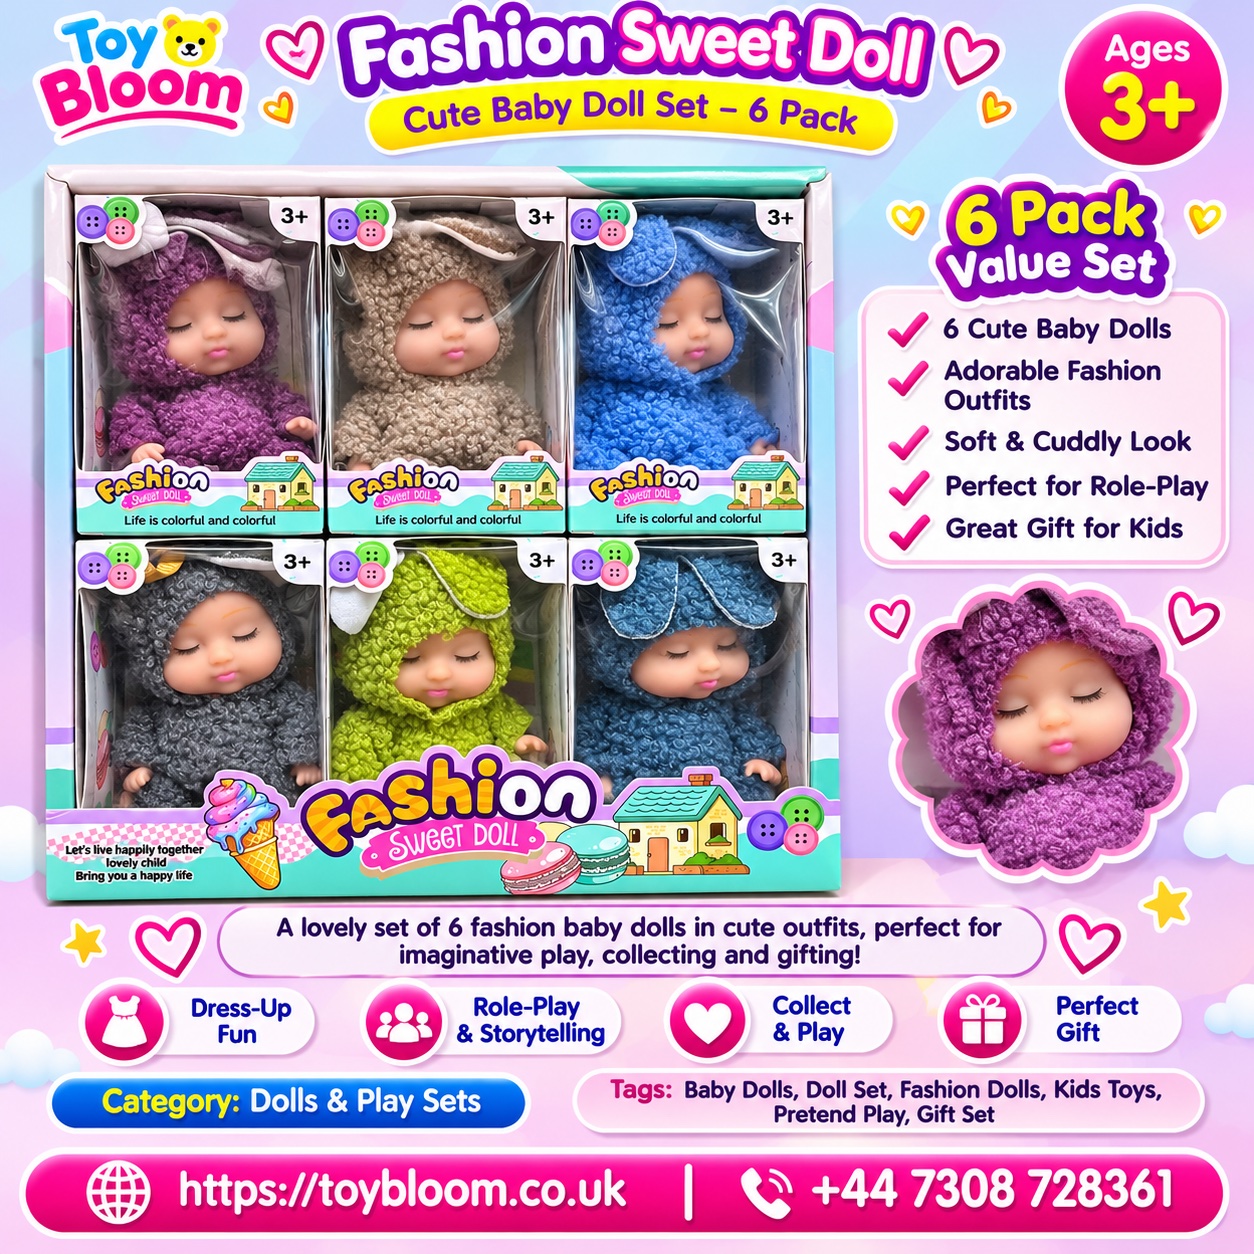 Toy
Bloom
Fashion Sweet Doll
Cute Baby Doll Set – 6 Pack
Ages
3+
6 Pack
Value Set
6 Cute Baby Dolls
Adorable Fashion
Outfits
Soft & Cuddly Look
Perfect for Role-Play
Great Gift for Kids
3+
3+
3+
Fashion
SWEET DOLL
Life is colorful and colorful
Fashion
SWEET DOLL
Life is colorful and colorful
Fashion
SWEET DOLL
Life is colorful and colorful
3+
3+
3+
Let's live happily together
lovely child
Bring you a happy life
Fashion
SWEET DOLL
A lovely set of 6 fashion baby dolls in cute outfits, perfect for
imaginative play, collecting and gifting!
Dress-Up
Fun
Role-Play
& Storytelling
Collect
& Play
Perfect
Gift
Category: Dolls & Play Sets
Tags: Baby Dolls, Doll Set, Fashion Dolls, Kids Toys,
Pretend Play, Gift Set
https://toybloom.co.uk | +44 7308 728361